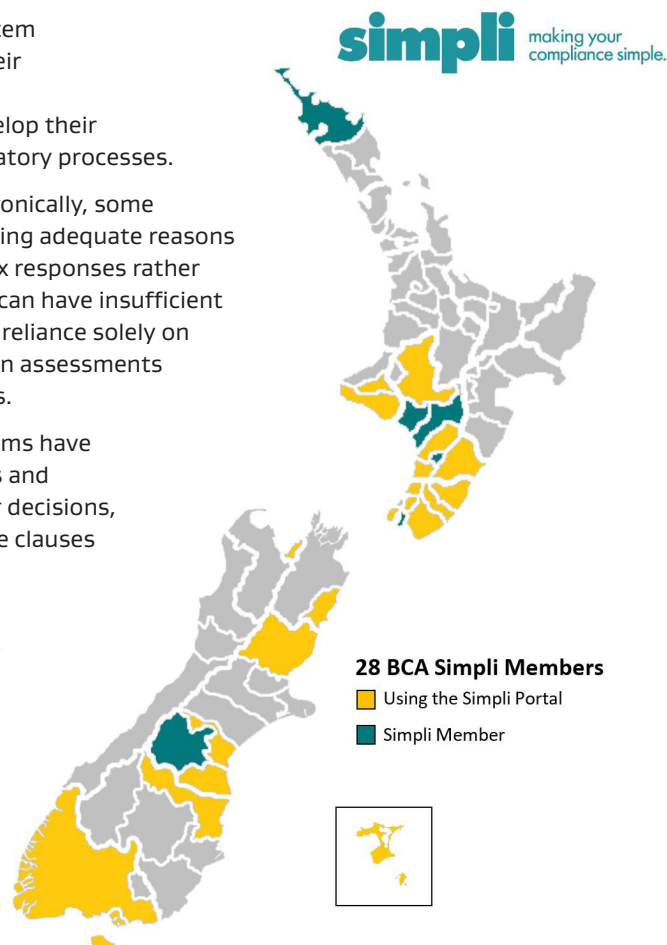 simpli
making your
compliance simple.
tem
eir
elop their
atory processes.
onically, some
ing adequate reasons
x responses rather
can have insufficient
reliance solely on
n assessments
s.
ms have
s and
r decisions,
e clauses
28 BCA Simpli Members
Using the Simpli Portal
Simpli Member